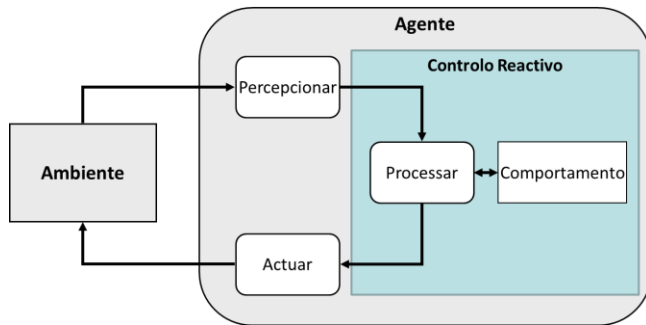 Agente
Controlo Reactivo
Percepcionar
Ambiente
Processar
Comportamento
Actuar